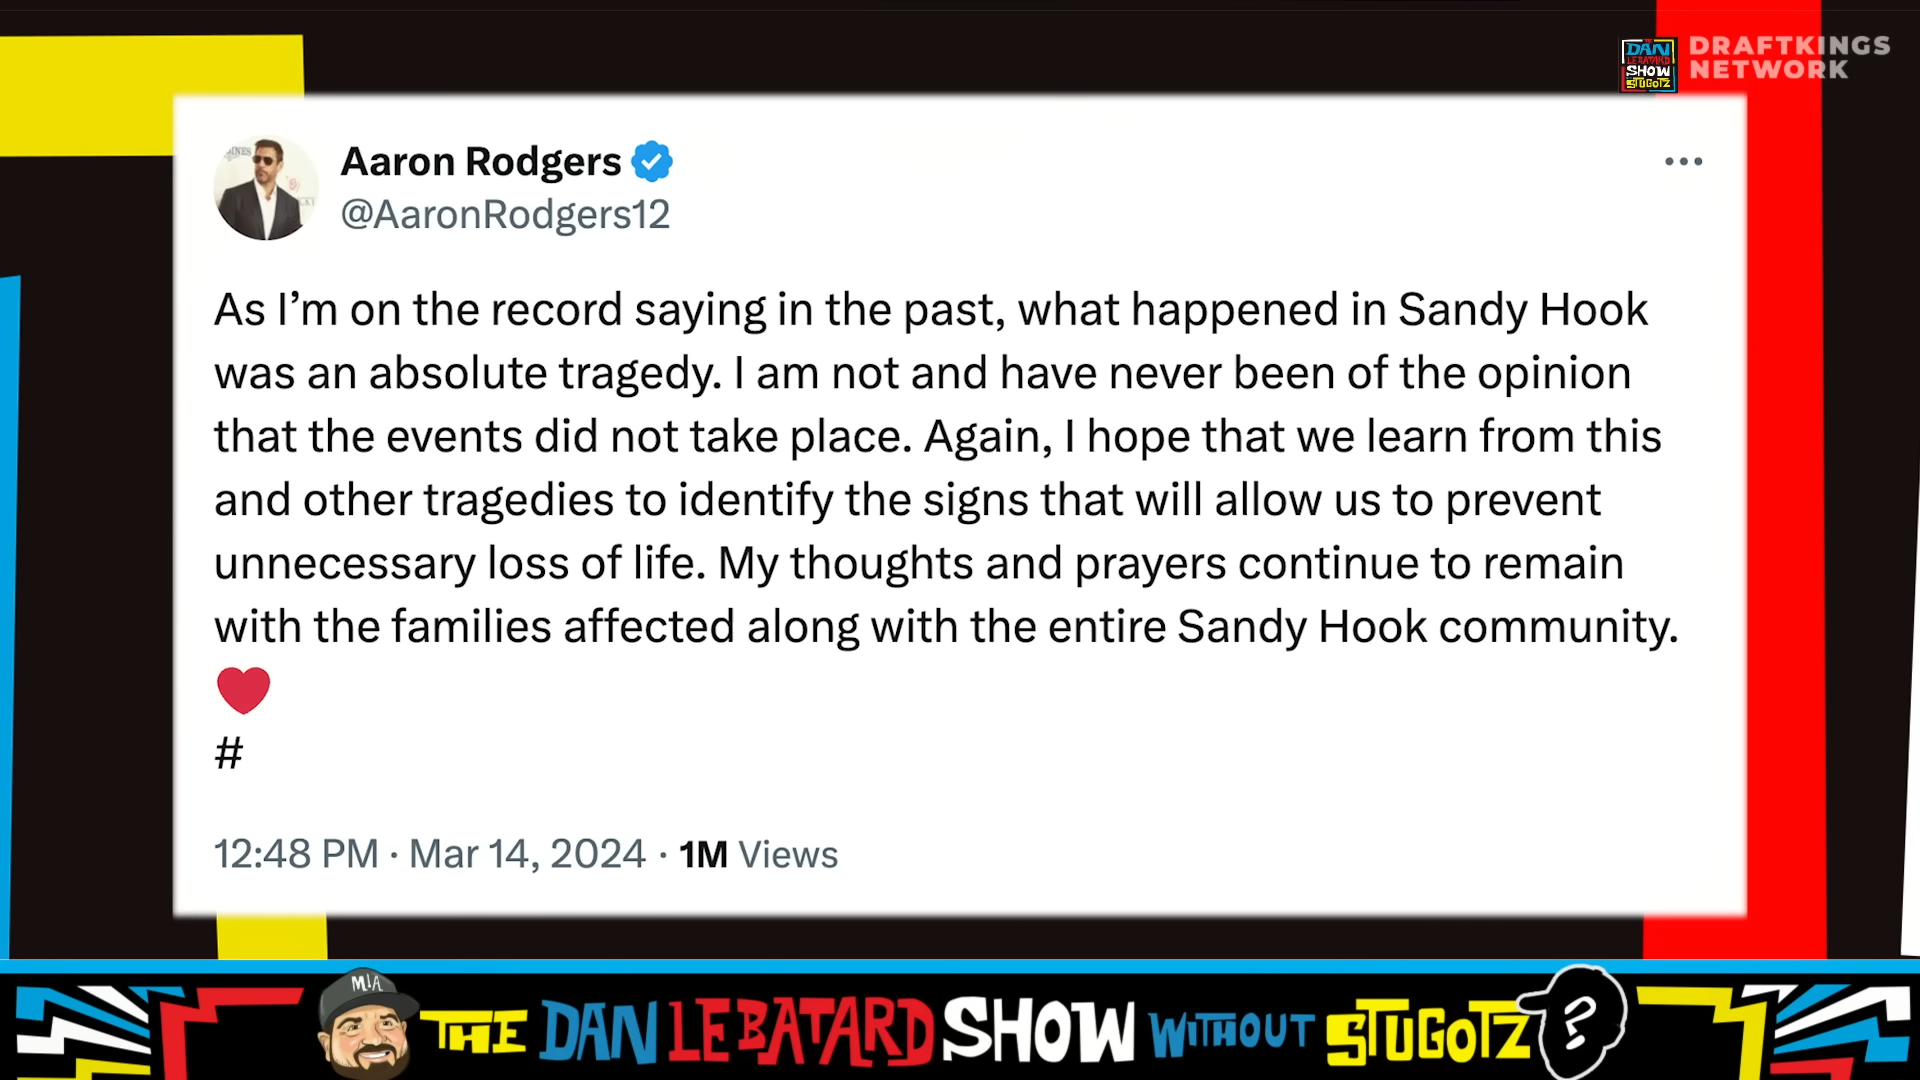 DAN
LEBATARD
SHOW
STUGOTZ
DRAFTKINGS
NETWORK
Aaron Rodgers
@AaronRodgers12
As I’m on the record saying in the past, what happened in Sandy Hook
was an absolute tragedy. I am not and have never been of the opinion
that the events did not take place. Again, I hope that we learn from this
and other tragedies to identify the signs that will allow us to prevent
unnecessary loss of life. My thoughts and prayers continue to remain
with the families affected along with the entire Sandy Hook community.
❤️
#
12:48 PM · Mar 14, 2024 · 1M Views
MIA
THE DAN LEBATARD SHOW WITHOUT STUGOTZ ?